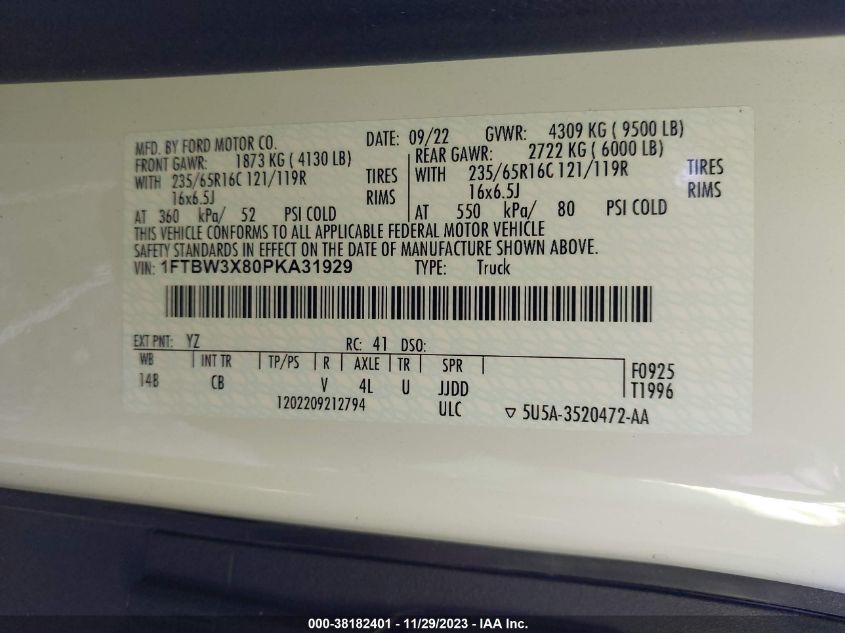 MFD. BY FORD MOTOR CO. DATE: 09/22 GVWR: 4309 KG ( 9500 LB)
FRONT GAWR: 1873 KG ( 4130 LB) REAR GAWR: 2722 KG ( 6000 LB)
WITH 235/65R16C 121/119R TIRES WITH 235/65R16C 121/119R TIRES
16x6.5J RIMS 16x6.5J RIMS
AT 360 kPa/ 52 PSI COLD AT 550 kPa/ 80 PSI COLD
THIS VEHICLE CONFORMS TO ALL APPLICABLE FEDERAL MOTOR VEHICLE
SAFETY STANDARDS IN EFFECT ON THE DATE OF MANUFACTURE SHOWN ABOVE.
VIN: 1FTBW3X80PKA31929 TYPE: Truck
EXT PNT: YZ RC: 41 DSO:
WB INT TR TP/PS R AXLE TR SPR F0925
14B CB V 4L U JJDD T1996
1202209212794 ULC ▽ 5U5A-3520472-AA
000-38182401 - 11/29/2023 - IAA Inc.